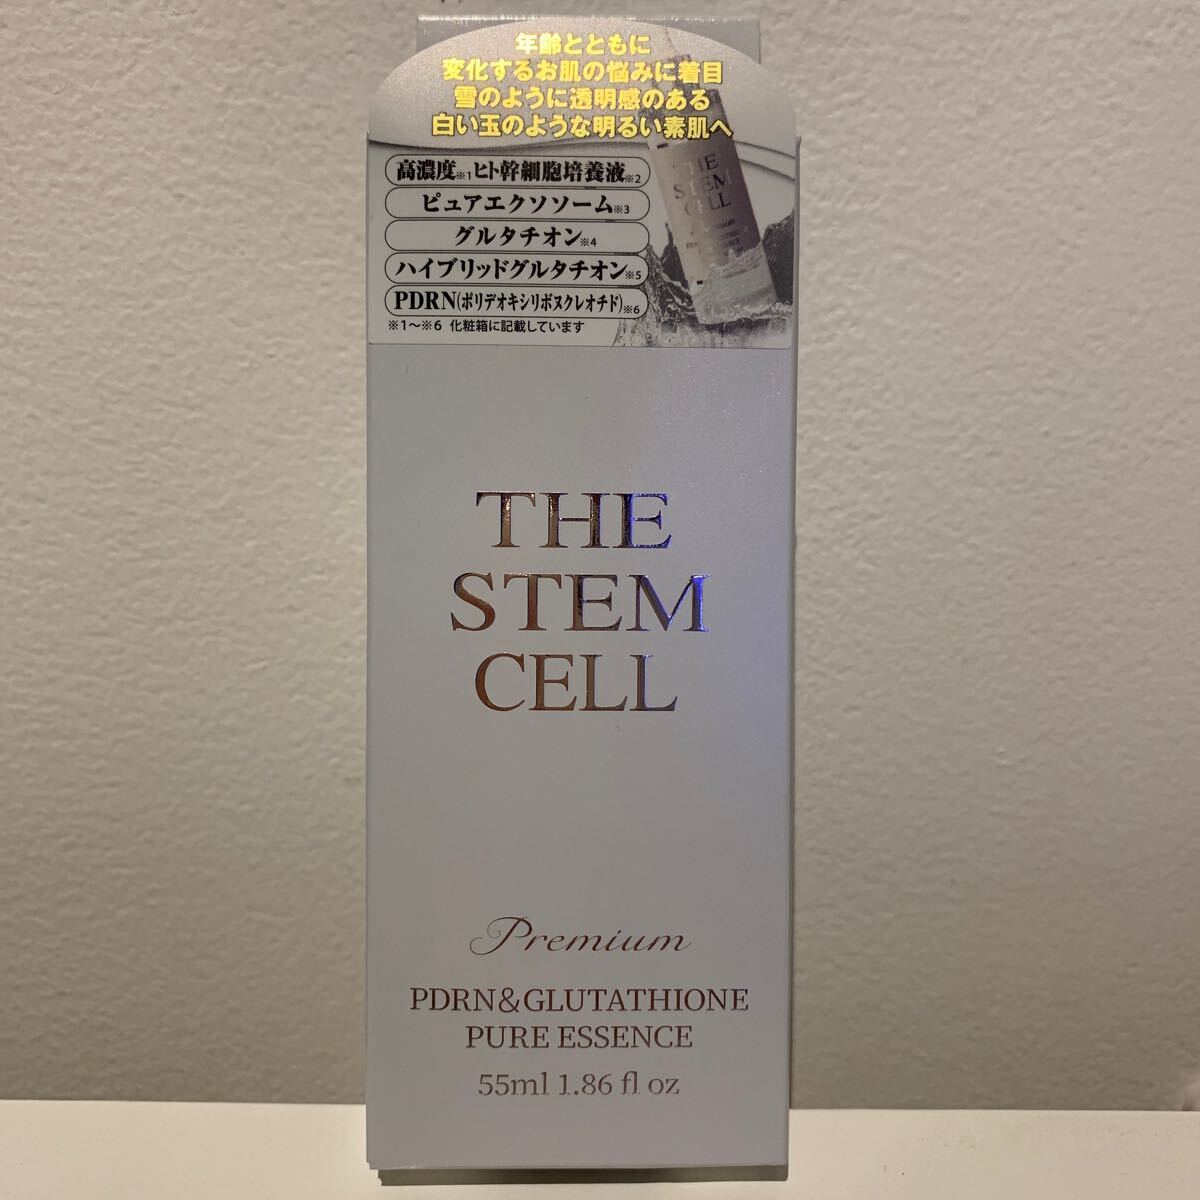 年齢とともに
変化するお肌の悩みに着目
雪のように透明感のある
白い玉のような明るい素肌へ
高濃度※1ヒト幹細胞培養液※2
ピュアエクソソーム※3
グルタチオン※4
ハイブリッドグルタチオン※5
PDRN(ポリデオキシリボヌクレオチド)※6
※1～※6 化粧箱に記載しています
THE
STEM
CELL
THE
STEM
CELL
Premium
PDRN&GLUTATHIONE
PURE ESSENCE
55ml 1.86 fl oz